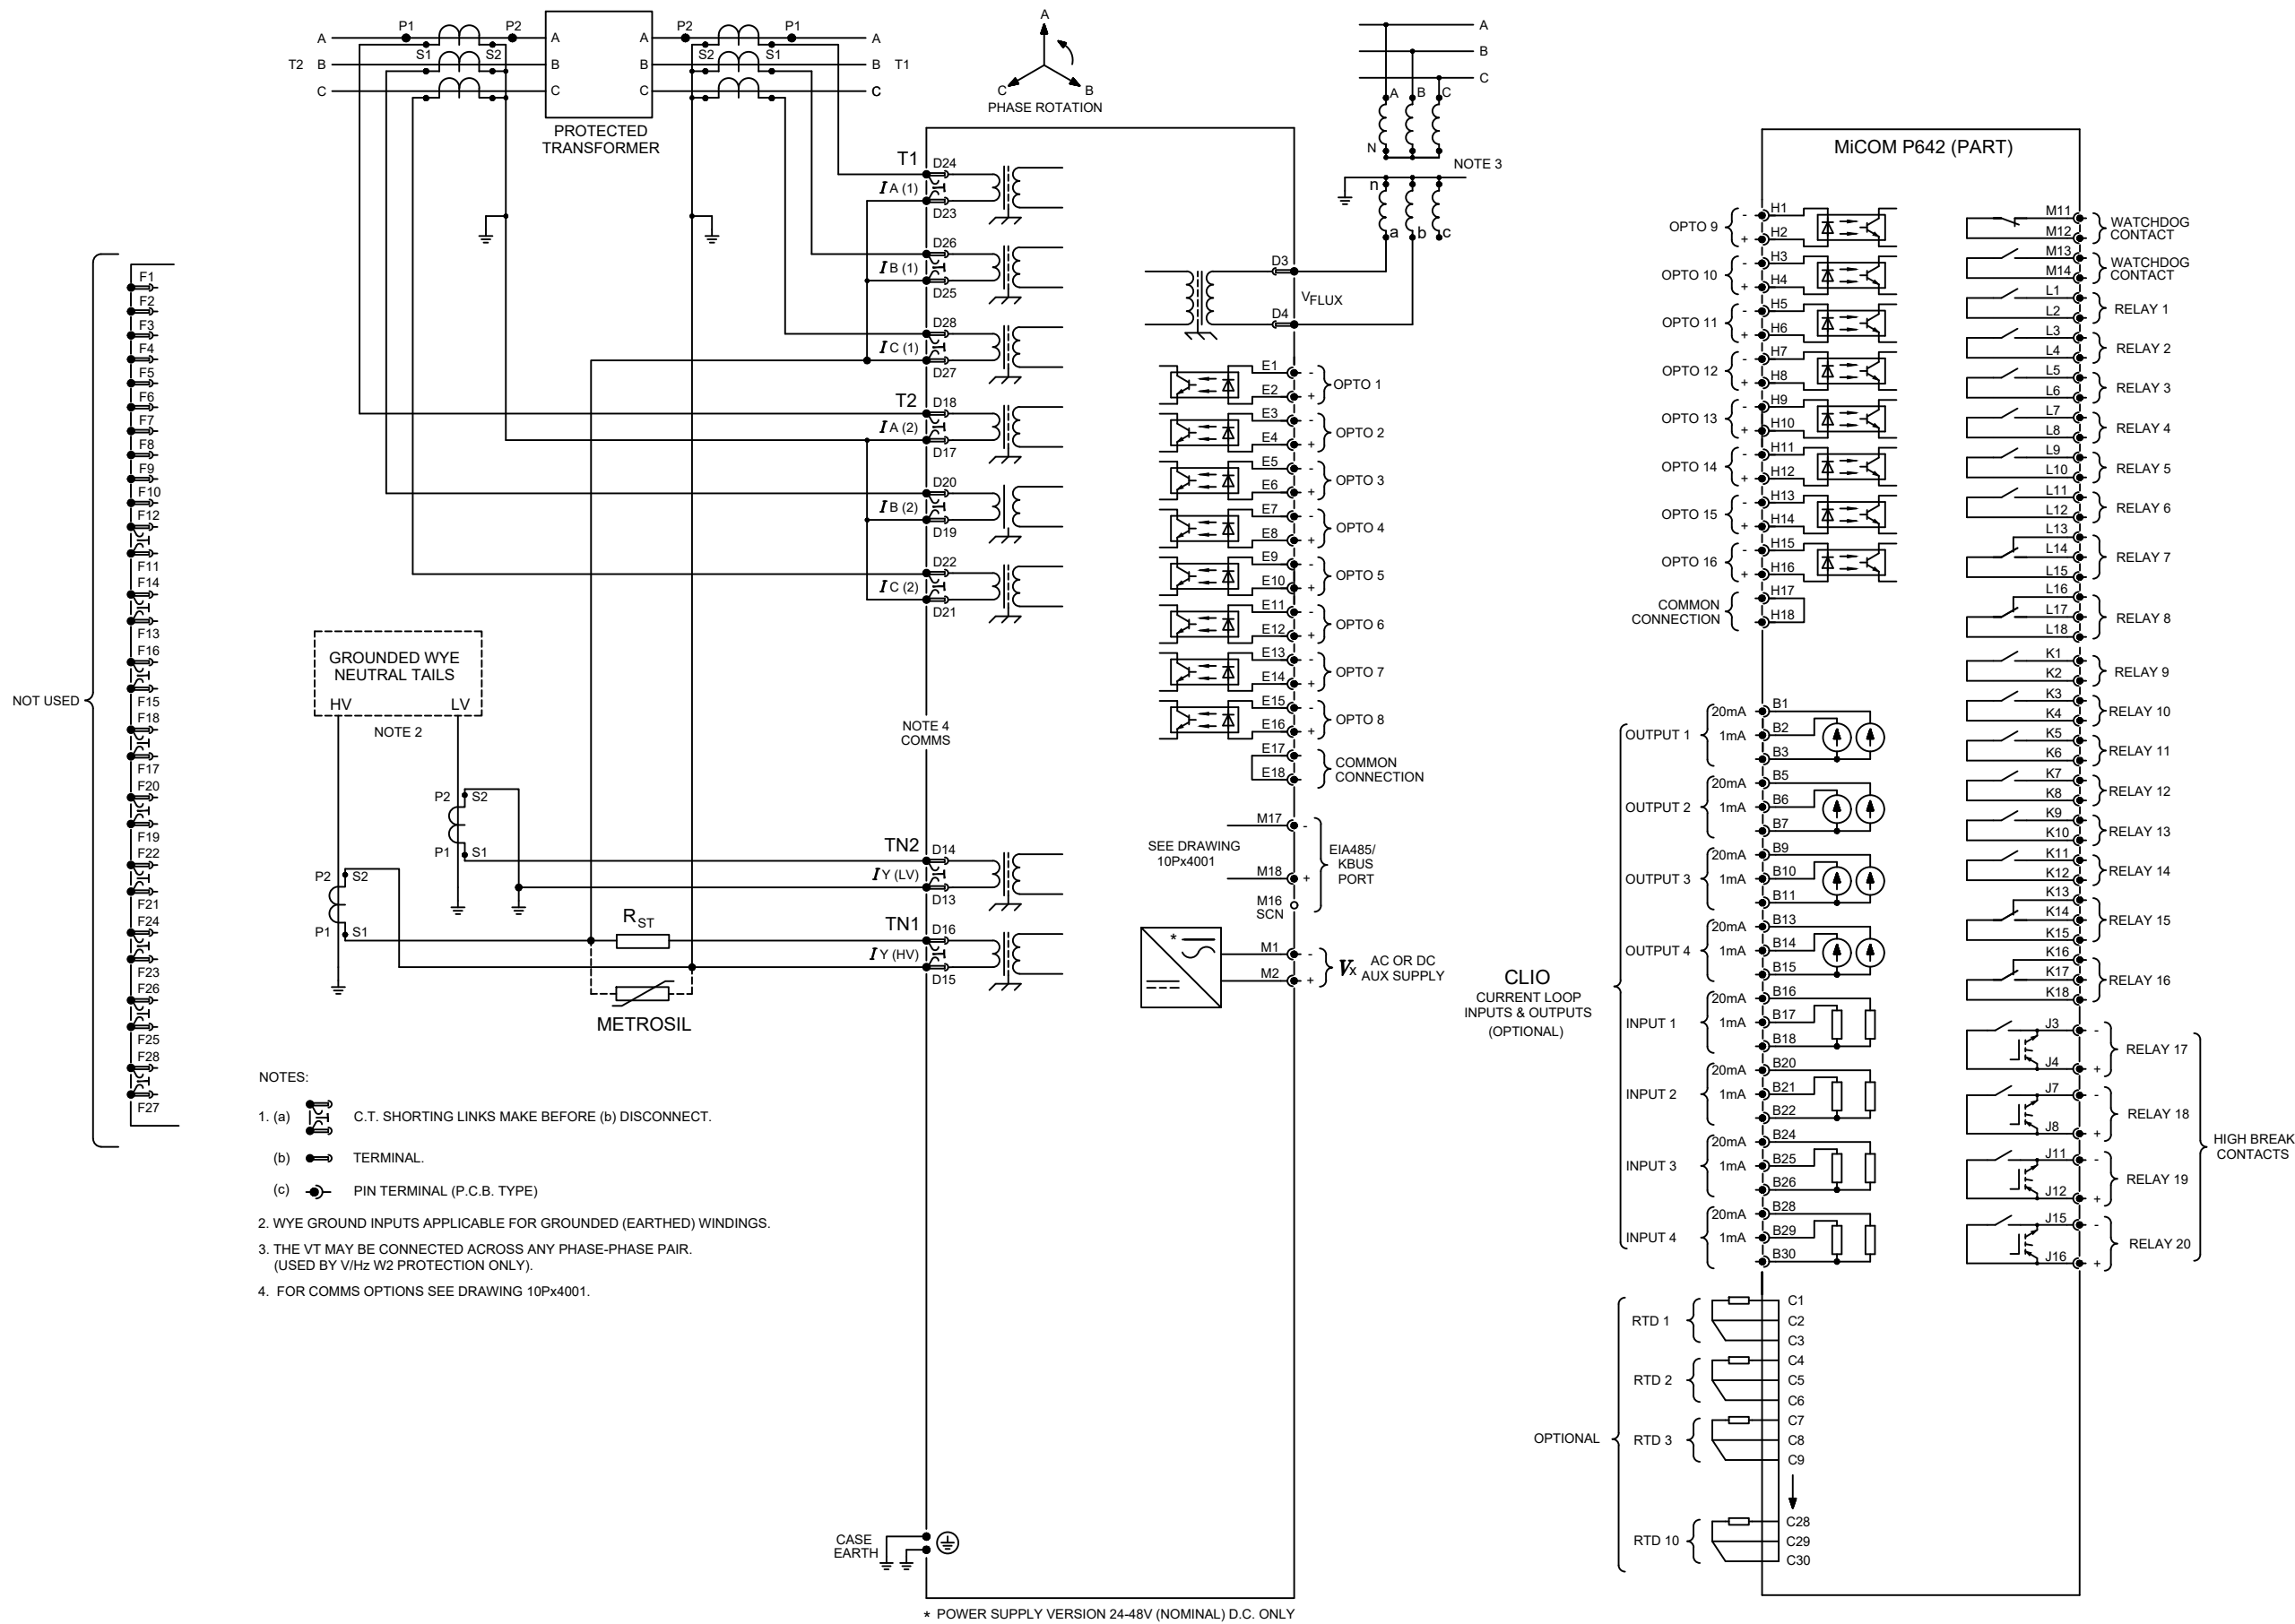 A
P1
P2
A
S1
S2
T2
B
B
C
C
PROTECTED
TRANSFORMER
A
P2
P1
A
S2
S1
B
B
T1
C
C
A
C
B
PHASE ROTATION
A
B
C
A
B
C
N
NOTE 3
n
a
b
c
NOT USED
F1
F2
F3
F4
F5
F6
F7
F8
F9
F10
F12
F11
F14
F13
F16
F15
F18
F17
F20
F19
F22
F21
F24
F23
F26
F25
F28
F27
T1
D24
I A (1)
D23
D26
I B (1)
D25
D28
I C (1)
D27
T2
D18
I A (2)
D17
D20
I B (2)
D19
D22
I C (2)
D21
GROUNDED WYE
NEUTRAL TAILS
HV
LV
NOTE 2
NOTE 4
COMMS
P2
S2
P1
S1
P2
S2
P1
S1
TN2
D14
I Y (LV)
D13
TN1
D16
I Y (HV)
D15
RST
METROSIL
D3
VFLUX
D4
E1
-
E2
+
OPTO 1
E3
-
E4
+
OPTO 2
E5
-
E6
+
OPTO 3
E7
-
E8
+
OPTO 4
E9
-
E10
+
OPTO 5
E11
-
E12
+
OPTO 6
E13
-
E14
+
OPTO 7
E15
-
E16
+
OPTO 8
E17
E18
COMMON
CONNECTION
M17
-
SEE DRAWING
10Px4001
M18
+
M16
SCN
EIA485/
KBUS
PORT
*
M1
-
M2
+
Vx
AC OR DC
AUX SUPPLY
CASE
EARTH
* POWER SUPPLY VERSION 24-48V (NOMINAL) D.C. ONLY
NOTES:
1. (a) C.T. SHORTING LINKS MAKE BEFORE (b) DISCONNECT.
(b) TERMINAL.
(c) PIN TERMINAL (P.C.B. TYPE)
2. WYE GROUND INPUTS APPLICABLE FOR GROUNDED (EARTHED) WINDINGS.
3. THE VT MAY BE CONNECTED ACROSS ANY PHASE-PHASE PAIR.
(USED BY V/Hz W2 PROTECTION ONLY).
4. FOR COMMS OPTIONS SEE DRAWING 10Px4001.
MiCOM P642 (PART)
OPTO 9
-
H1
+
H2
OPTO 10
-
H3
+
H4
OPTO 11
-
H5
+
H6
OPTO 12
-
H7
+
H8
OPTO 13
-
H9
+
H10
OPTO 14
-
H11
+
H12
OPTO 15
-
H13
+
H14
OPTO 16
-
H15
+
H16
COMMON
CONNECTION
H17
H18
CLIO
CURRENT LOOP
INPUTS & OUTPUTS
(OPTIONAL)
OUTPUT 1
20mA
B1
1mA
B2
B3
OUTPUT 2
20mA
B5
1mA
B6
B7
OUTPUT 3
20mA
B9
1mA
B10
B11
OUTPUT 4
20mA
B13
1mA
B14
B15
INPUT 1
20mA
B16
1mA
B17
B18
INPUT 2
20mA
B20
1mA
B21
B22
INPUT 3
20mA
B24
1mA
B25
B26
INPUT 4
20mA
B28
1mA
B29
B30
OPTIONAL
RTD 1
C1
C2
C3
RTD 2
C4
C5
C6
RTD 3
C7
C8
C9
RTD 10
C28
C29
C30
M11
M12
WATCHDOG
CONTACT
M13
M14
WATCHDOG
CONTACT
L1
L2
RELAY 1
L3
L4
RELAY 2
L5
L6
RELAY 3
L7
L8
RELAY 4
L9
L10
RELAY 5
L11
L12
RELAY 6
L13
L14
L15
RELAY 7
L16
L17
L18
RELAY 8
K1
K2
RELAY 9
K3
K4
RELAY 10
K5
K6
RELAY 11
K7
K8
RELAY 12
K9
K10
RELAY 13
K11
K12
RELAY 14
K13
K14
K15
RELAY 15
K16
K17
K18
RELAY 16
J3
-
J4
+
RELAY 17
J7
-
J8
+
RELAY 18
J11
-
J12
+
RELAY 19
J15
-
J16
+
RELAY 20
HIGH BREAK
CONTACTS